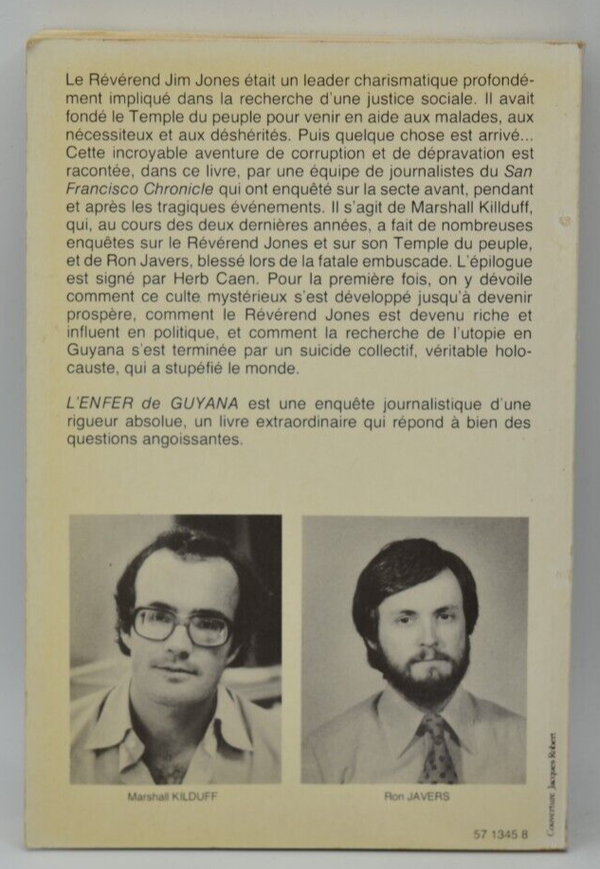 Le Révérend Jim Jones était un leader charismatique profondé-
ment impliqué dans la recherche d'une justice sociale. Il avait
fondé le Temple du peuple pour venir en aide aux malades, aux
nécessiteux et aux déshérités. Puis quelque chose est arrivé...
Cette incroyable aventure de corruption et de dépravation est
racontée, dans ce livre, par une équipe de journalistes du San
Francisco Chronicle qui ont enquêté sur la secte avant, pendant
et après les tragiques événements. Il s'agit de Marshall Killduff,
qui, au cours des deux dernières années, a fait de nombreuses
enquêtes sur le Révérend Jones et sur son Temple du peuple,
et de Ron Javers, blessé lors de la fatale embuscade. L'épilogue
est signé par Herb Caen. Pour la première fois, on y dévoile
comment ce culte mystérieux s'est développé jusqu'à devenir
prospère, comment le Révérend Jones est devenu riche et
influent en politique, et comment la recherche de l'utopie en
Guyana s'est terminée par un suicide collectif, véritable holo-
causte, qui a stupéfié le monde.
L'ENFER de GUYANA est une enquête journalistique d'une
rigueur absolue, un livre extraordinaire qui répond à bien des
questions angoissantes.
Marshall KILDUFF
Ron JAVERS
57 1345 8
Couverture Jacques Robert